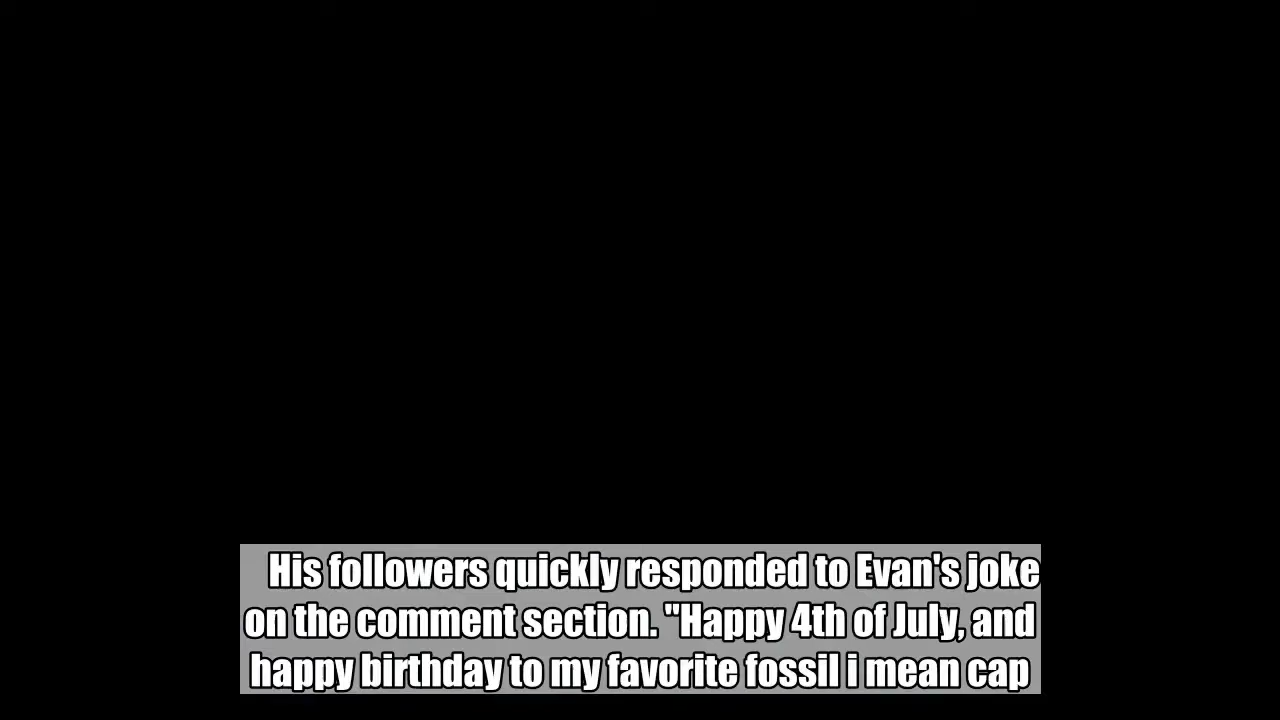 His followers quickly responded to Evan's joke
on the comment section. "Happy 4th of July, and
happy birthday to my favorite fossil i mean cap